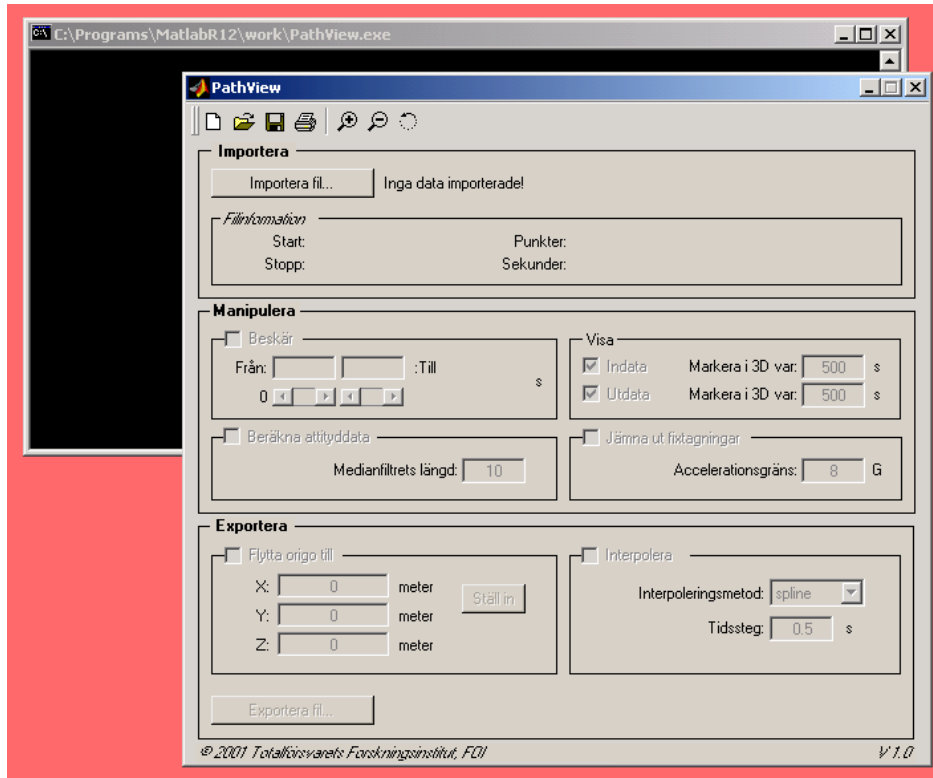 C:\Programs\MatlabR12\work\PathView.exe
PathView
Importera
Importera fil...
Inga data importerade!
Filinformation
Start:
Punkter:
Stopp:
Sekunder:
Manipulera
Beskär
Från:
:Till
0
s
Visa
Indata
Markera i 3D var:
500
s
Utdata
Markera i 3D var:
500
s
Beräkna attityddata
Medianfiltrets längd:
10
Jämna ut fixtagningar
Accelerationsgräns:
8
G
Exportera
Flytta origo till
X:
0
meter
Y:
0
meter
Z:
0
meter
Ställ in
Interpolera
Interpoleringsmetod:
spline
Tidssteg:
0.5
s
Exportera fil...
© 2001 Totalförsvarets Forskningsinstitut, FOI
V 1.0